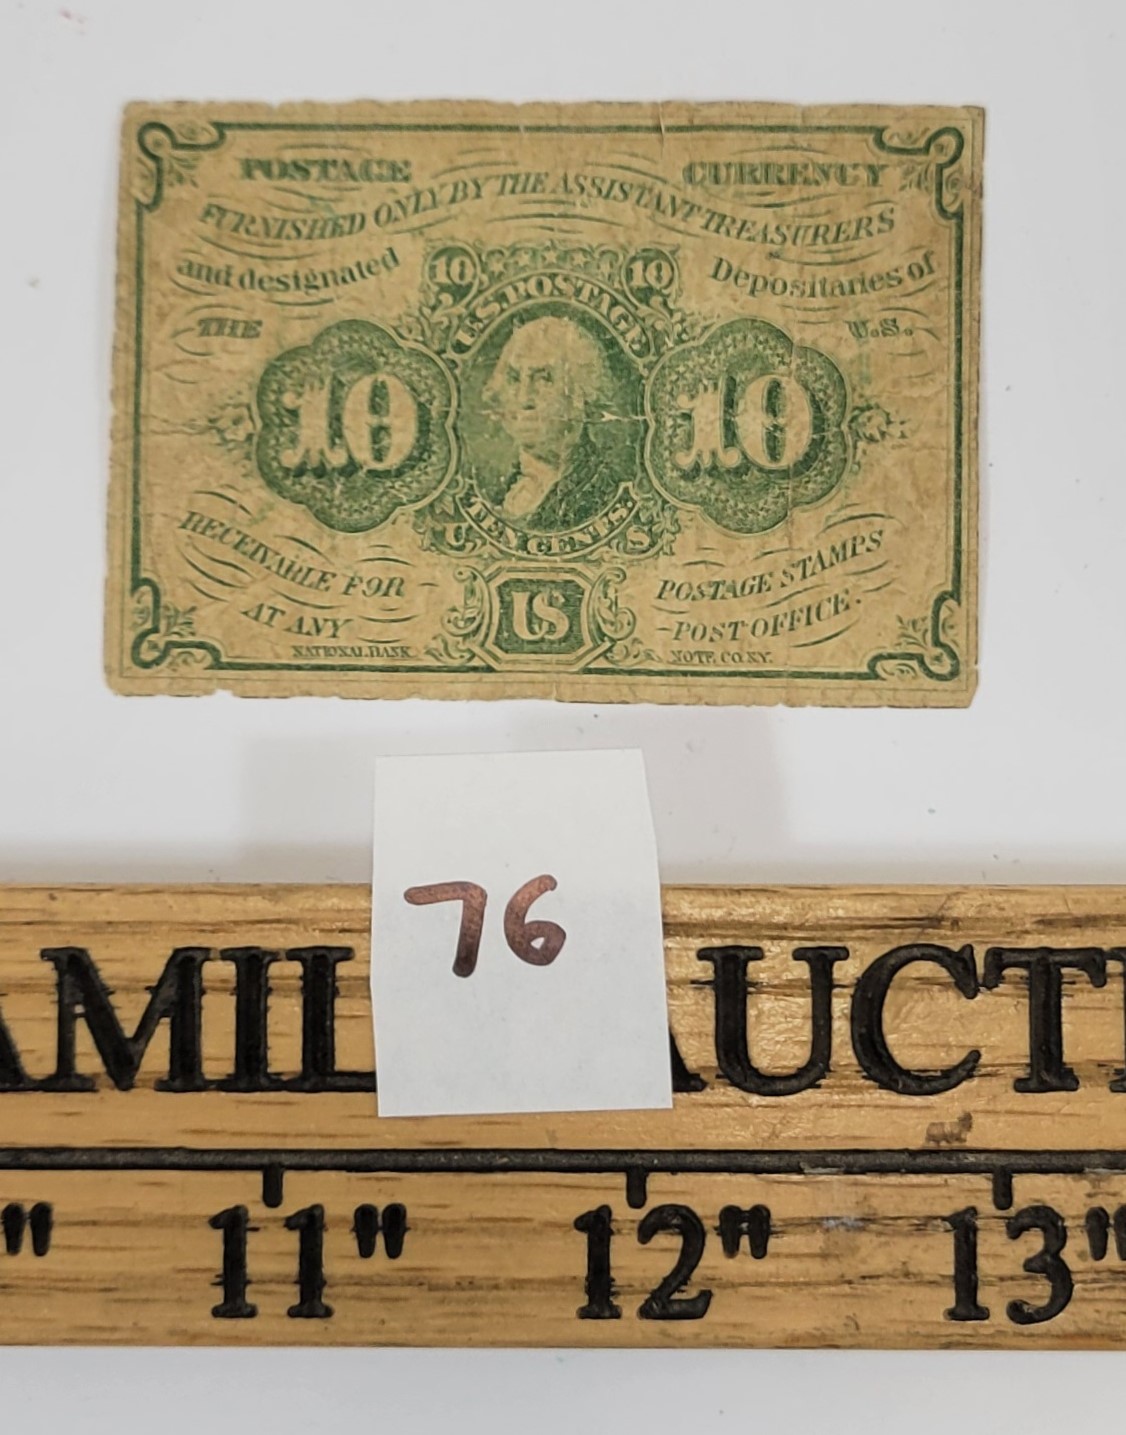 POSTAGE CURRENCY
FURNISHED ONLY BY THE ASSISTANT TREASURERS
and designated Depositaries of
THE U.S.
10 10
U.S. POSTAGE
10 10
TEN CENTS.
U S
RECEIVABLE FOR POSTAGE STAMPS
AT ANY POST OFFICE.
US
NATIONAL BANK NOTE CO. N.Y.
76
AMIL AUCTI
" 11" 12" 13"